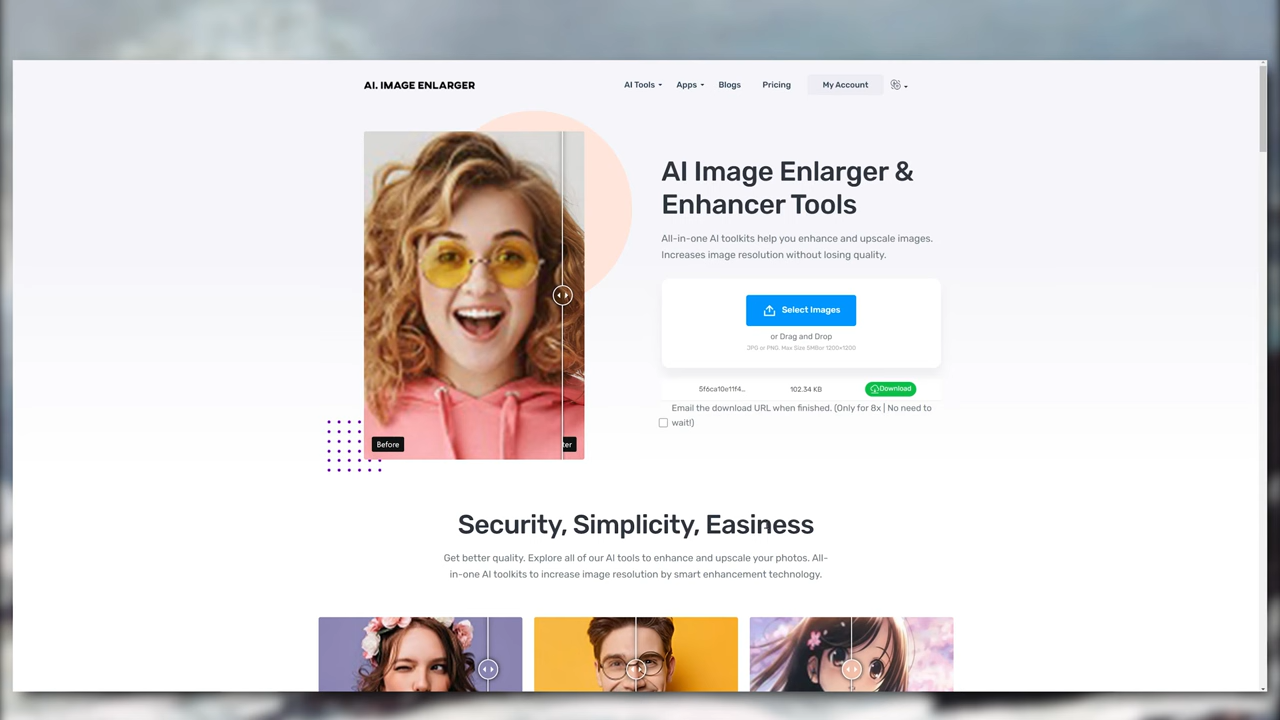 AI. IMAGE ENLARGER
AI Tools
Apps
Blogs
Pricing
My Account
AI Image Enlarger &
Enhancer Tools
All-in-one AI toolkits help you enhance and upscale images.
Increases image resolution without losing quality.
Select Images
or Drag and Drop
JPG or PNG. Max Size 5MBor 1200×1200
5f6ca10e11f4...
102.34 KB
Download
Email the download URL when finished. (Only for 8x | No need to
wait!)
Before
ter
Security, Simplicity, Easiness
Get better quality. Explore all of our AI tools to enhance and upscale your photos. All-
in-one AI toolkits to increase image resolution by smart enhancement technology.